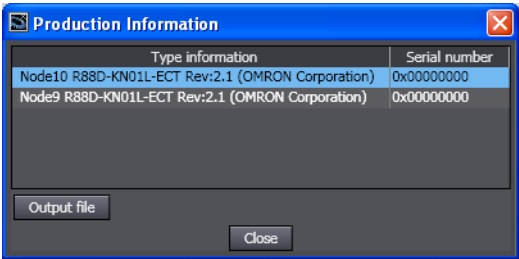 Production Information
Type information Serial number
Node10 R88D-KN01L-ECT Rev:2.1 (OMRON Corporation) 0x00000000
Node9 R88D-KN01L-ECT Rev:2.1 (OMRON Corporation) 0x00000000
Output file
Close